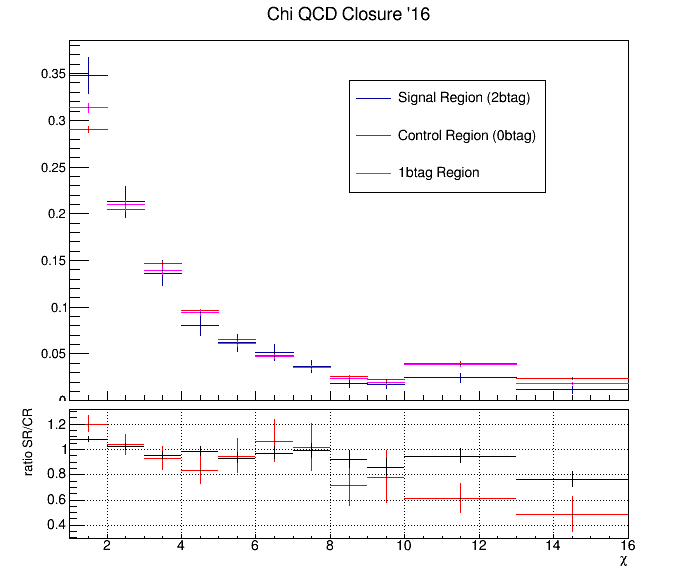 Chi QCD Closure '16
0.35
0.3
0.25
0.2
0.15
0.1
0.05
0
Signal Region (2btag)
Control Region (0btag)
1btag Region
ratio SR/CR
1.2
1
0.8
0.6
0.4
2 4 6 8 10 12 14 16
χ